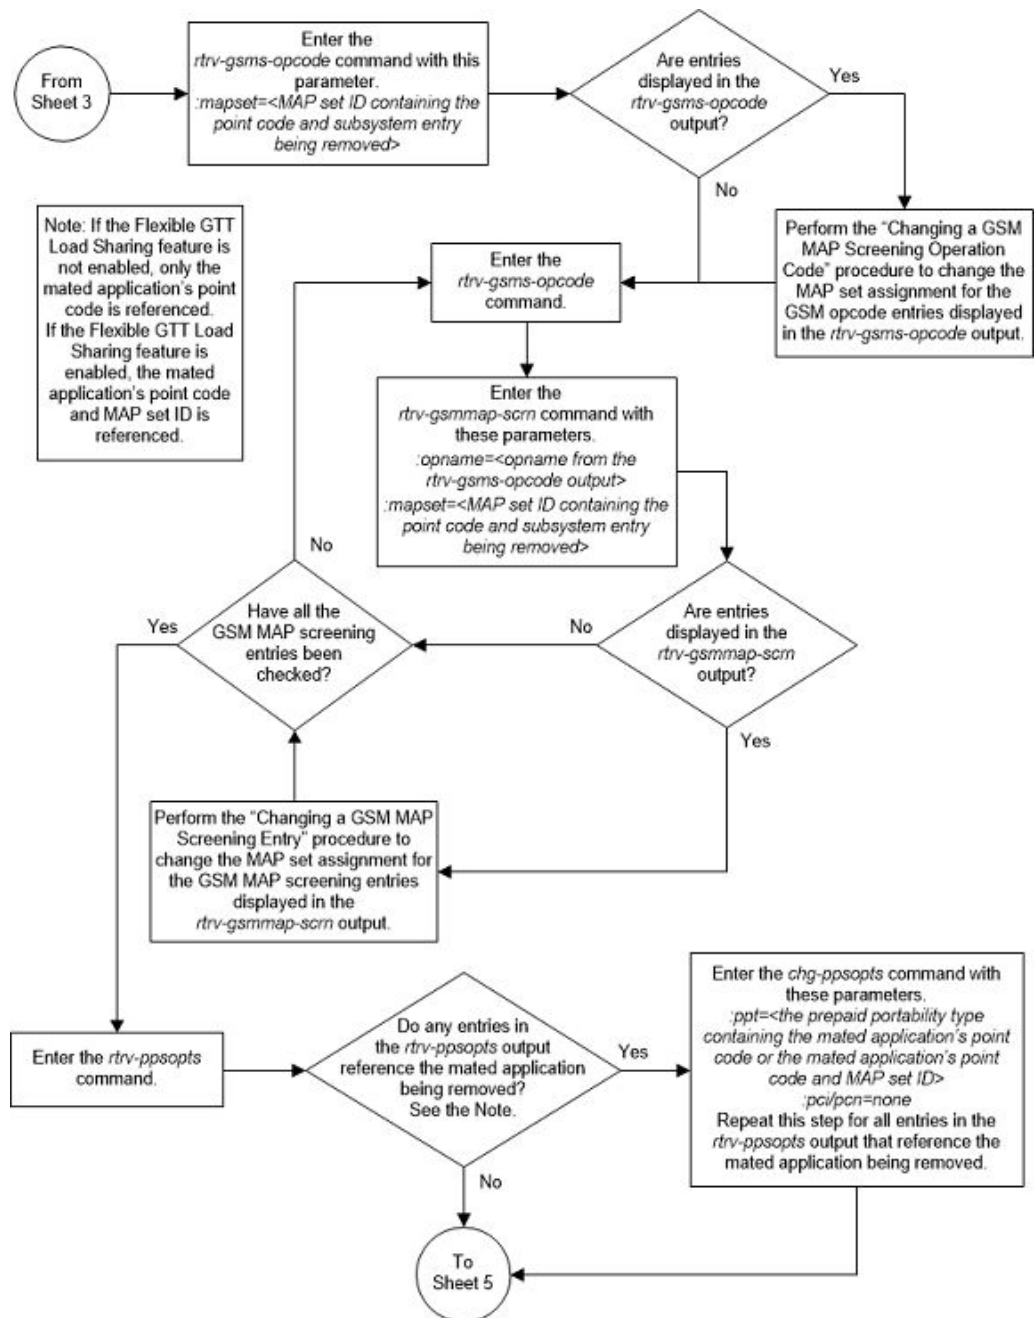 From
Sheet 3
Enter the
rtrv-gsms-opcode command with this
parameter.
:mapset=<MAP set ID containing the
point code and subsystem entry
being removed>
Are entries
displayed in the
rtrv-gsms-opcode
output?
Yes
No
Note: If the Flexible GTT
Load Sharing feature is
not enabled, only the
mated application's point
code is referenced.
If the Flexible GTT Load
Sharing feature is
enabled, the mated
application's point code
and MAP set ID is
referenced.
Enter the
rtrv-gsms-opcode
command.
Perform the "Changing a GSM
MAP Screening Operation
Code" procedure to change the
MAP set assignment for the
GSM opcode entries displayed
in the rtrv-gsms-opcode output.
Enter the
rtrv-gsmmap-scrn command with
these parameters.
:opname=<opname from the
rtrv-gsms-opcode output>
:mapset=<MAP set ID containing the
point code and subsystem entry
being removed>
No
Yes
Have all the
GSM MAP screening
entries been
checked?
No
Are entries
displayed in the
rtrv-gsmmap-scrn
output?
Yes
Perform the "Changing a GSM MAP
Screening Entry" procedure to
change the MAP set assignment for
the GSM MAP screening entries
displayed in the
rtrv-gsmmap-scrn output.
Enter the rtrv-ppsopts
command.
Do any entries in
the rtrv-ppsopts output
reference the mated application
being removed?
See the Note.
Yes
No
Enter the chg-ppsopts command with
these parameters.
:ppt=<the prepaid portability type
containing the mated application's point
code or the mated application's point
code and MAP set ID>
:pci/pcn=none
Repeat this step for all entries in the
rtrv-ppsopts output that reference the
mated application being removed.
To
Sheet 5